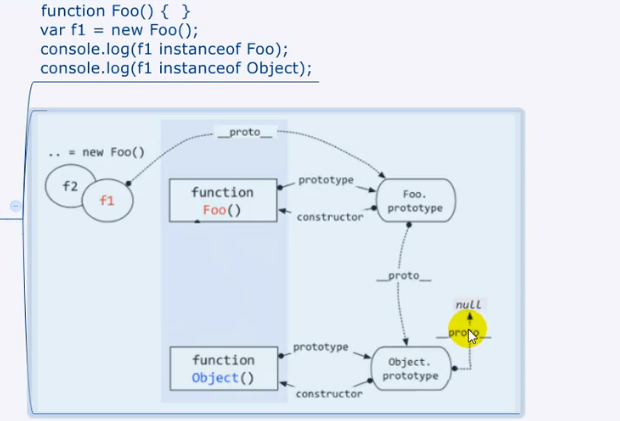 function Foo() { }
var f1 = new Foo();
console.log(f1 instanceof Foo);
console.log(f1 instanceof Object);
__proto__
.. = new Foo()
f2
f1
function
Foo()
prototype
constructor
Foo.
prototype
__proto__
null
__proto__
function
Object()
prototype
constructor
Object.
prototype